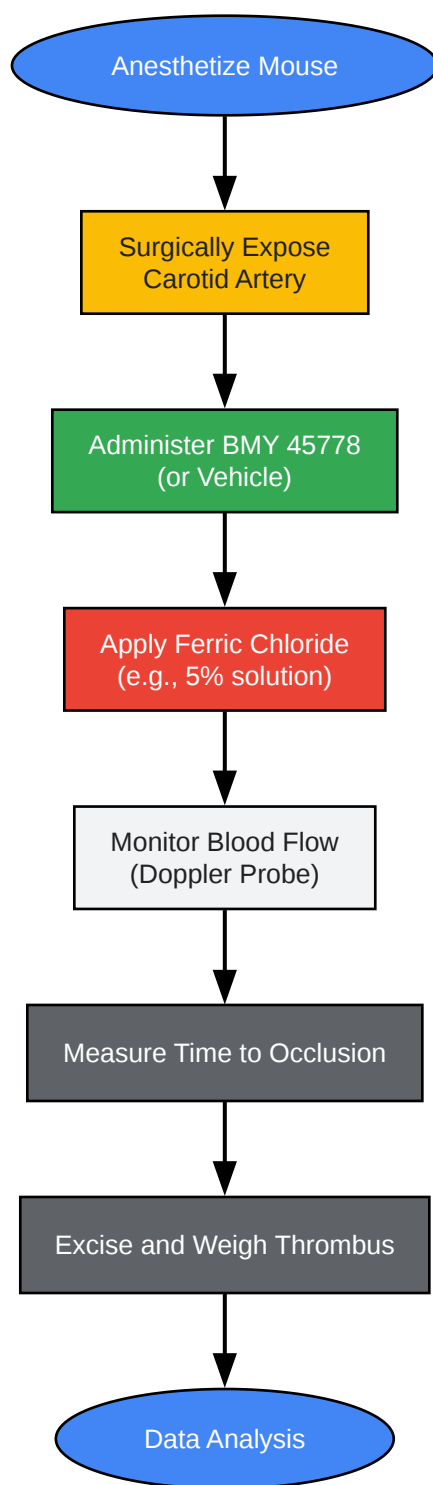 Anesthetize Mouse
Surgically Expose
Carotid Artery
Administer BMY 45778
(or Vehicle)
Apply Ferric Chloride
(e.g., 5% solution)
Monitor Blood Flow
(Doppler Probe)
Measure Time to Occlusion
Excise and Weigh Thrombus
Data Analysis